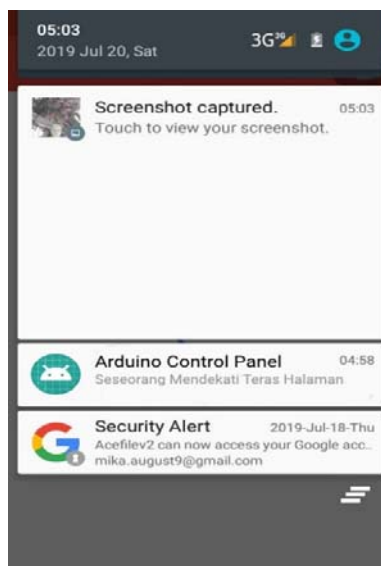 05:03
2019 Jul 20, Sat
3G 3G
Screenshot captured. 05:03
Touch to view your screenshot.
Arduino Control Panel 04:58
Seseorang Mendekati Teras Halaman
Security Alert 2019-Jul-18-Thu
Acefilev2 can now access your Google acc..
mika.august9@gmail.com